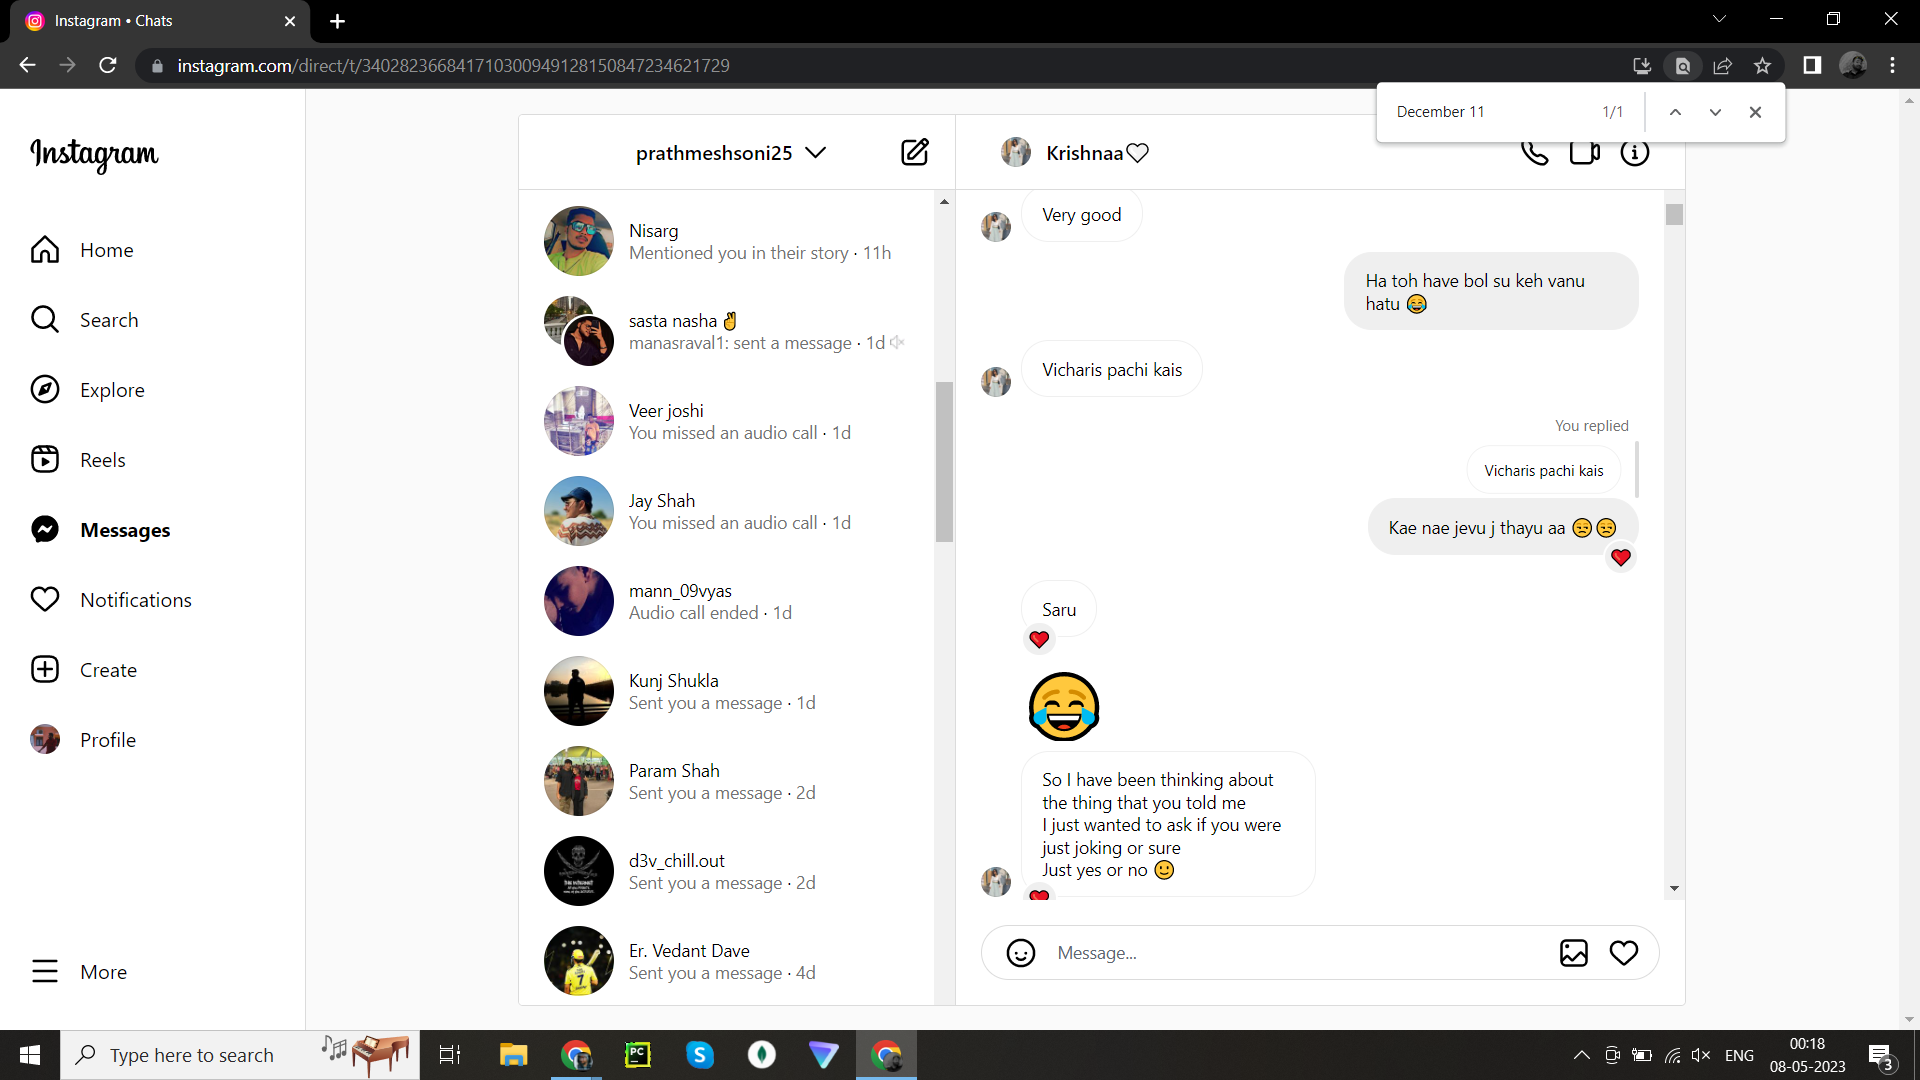 Instagram • Chats
instagram.com/direct/t/340282366841710300949128150847234621729
December 11
1/1
Instagram
Home
Search
Explore
Reels
Messages
Notifications
Create
Profile
More
prathmeshsoni25
Nisarg
Mentioned you in their story · 11h
sasta nasha ✌
manasraval1: sent a message · 1d
Veer joshi
You missed an audio call · 1d
Jay Shah
You missed an audio call · 1d
mann_09vyas
Audio call ended · 1d
Kunj Shukla
Sent you a message · 1d
Param Shah
Sent you a message · 2d
d3v_chill.out
Sent you a message · 2d
Er. Vedant Dave
Sent you a message · 4d
Krishnaa♡
Very good
Ha toh have bol su keh vanu
hatu 😂
Vicharis pachi kais
You replied
Vicharis pachi kais
Kae nae jevu j thayu aa 😒😒
Saru
😂
So I have been thinking about
the thing that you told me
I just wanted to ask if you were
just joking or sure
Just yes or no 🙂
Message...
Type here to search
PC
ENG
00:18
08-05-2023
3